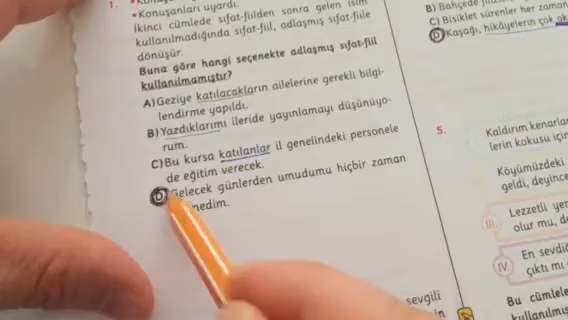 1.
•Konuşanları uyardı.
İkinci cümlede sıfat-fiilden sonra gelen isim
kullanılmadığında sıfat-fiil, adlaşmış sıfat-fiile
dönüşür.
Buna göre hangi seçenekte adlaşmış sıfat-fiil
kullanılmamıştır?
A)Geziye katılacakların ailelerine gerekli bilgi-
lendirme yapıldı.
B)Yazdıklarımı ileride yayınlamayı düşünüyo-
rum.
C)Bu kursa katılanlar il genelindeki personele
de eğitim verecek.
D)Gelecek günlerden umudumu hiçbir zaman
medim.
B) Bahçede
C) Bisiklet sürenler her zaman
D)Kaşağı, hikâyelerin çok
5.
Kaldırım kenarla
lerin kokusu için
Köyümüzdeki
geldi, deyince
III.
Lezzetli ye
olur mu, d
IV.
En sevdi
çıktı mı
Bu cümlele
kullanılmış
sevgili